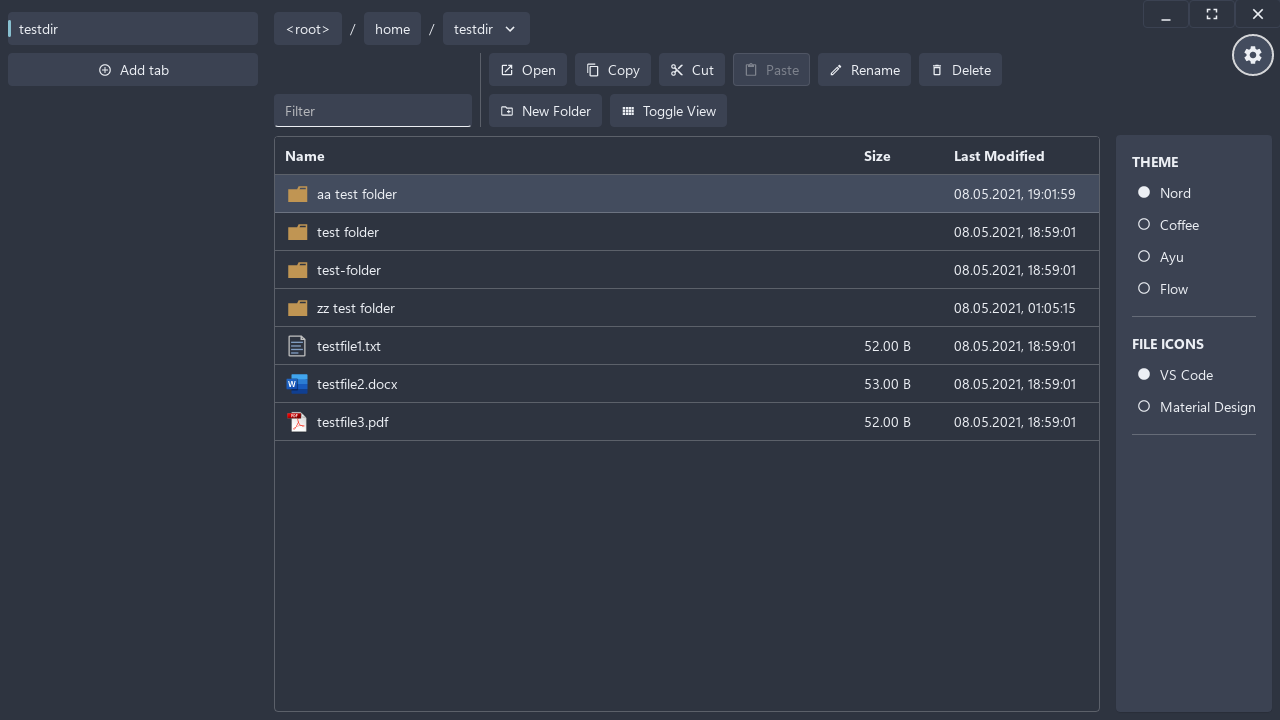 testdir
<root> / home / testdir
Add tab
Open Copy Cut Paste Rename Delete
Filter
New Folder Toggle View
Name Size Last Modified
aa test folder 08.05.2021, 19:01:59
test folder 08.05.2021, 18:59:01
test-folder 08.05.2021, 18:59:01
zz test folder 08.05.2021, 01:05:15
testfile1.txt 52.00 B 08.05.2021, 18:59:01
testfile2.docx 53.00 B 08.05.2021, 18:59:01
testfile3.pdf 52.00 B 08.05.2021, 18:59:01
THEME
Nord
Coffee
Ayu
Flow
FILE ICONS
VS Code
Material Design